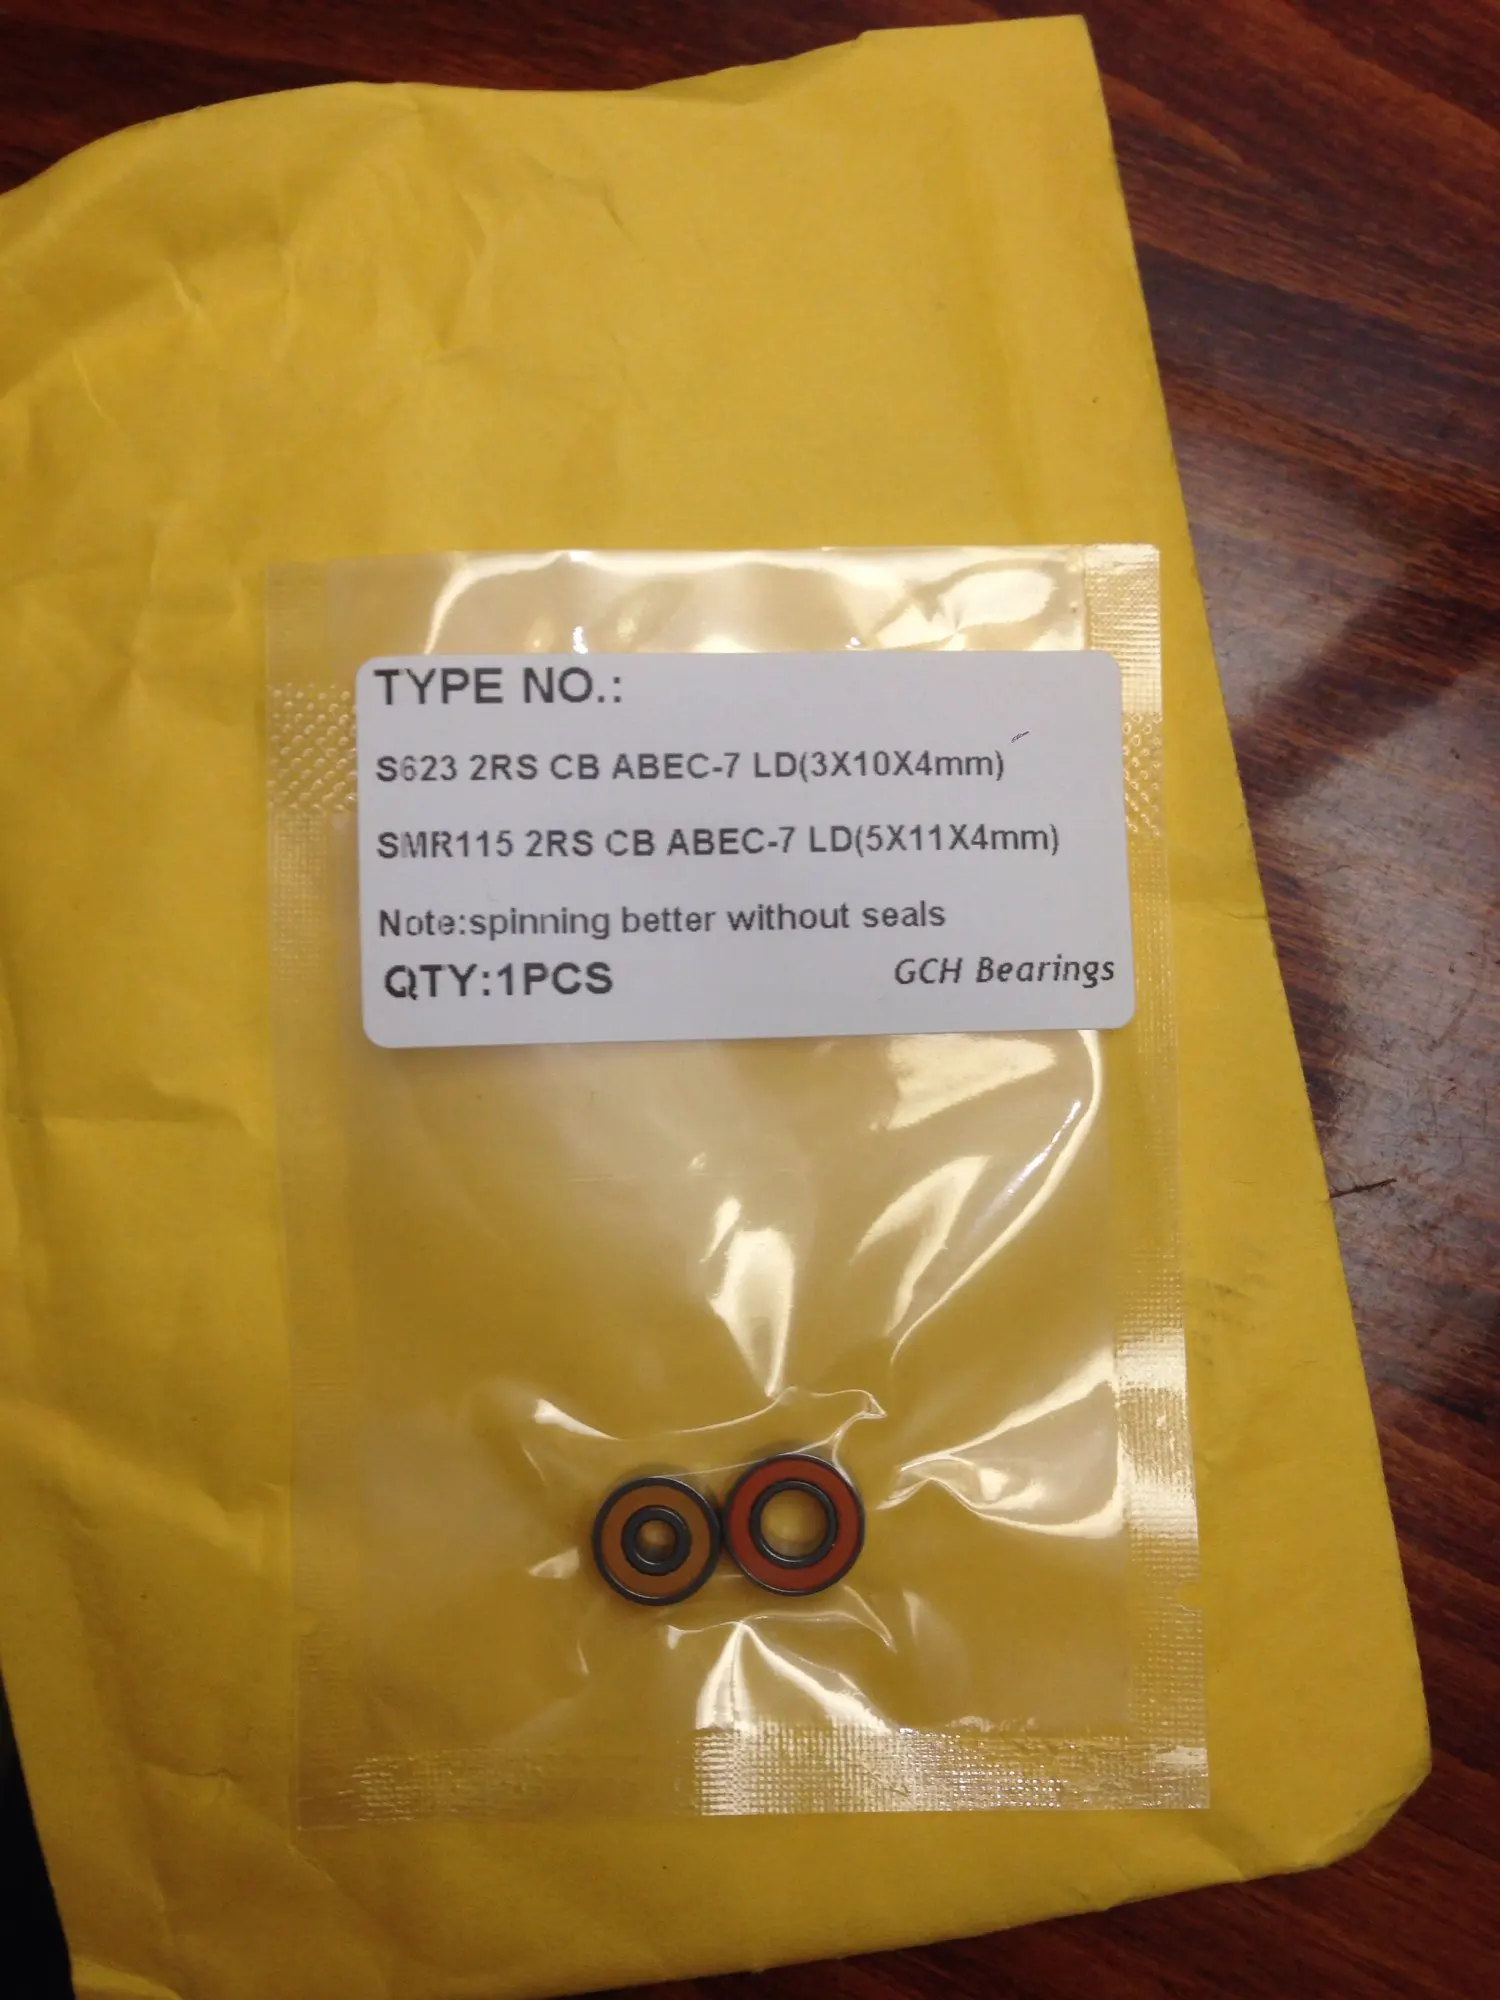 TYPE NO.:
S623 2RS CB ABEC-7 LD(3X10X4mm)
SMR115 2RS CB ABEC-7 LD(5X11X4mm)
Note:spinning better without seals
QTY:1PCS
GCH Bearings